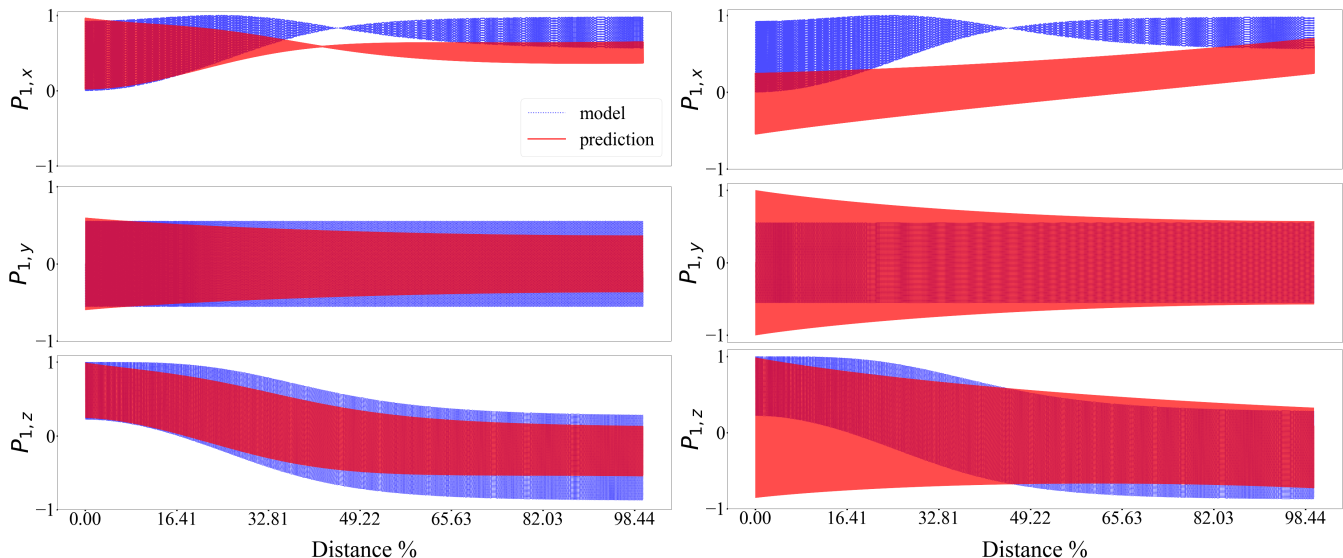 1
P1,x
0
−1
model
prediction
1
P1,y
0
−1
1
P1,z
0
−1
0.00 16.41 32.81 49.22 65.63 82.03 98.44
Distance %
1
P1,x
0
−1
1
P1,y
0
−1
1
P1,z
0
−1
0.00 16.41 32.81 49.22 65.63 82.03 98.44
Distance %